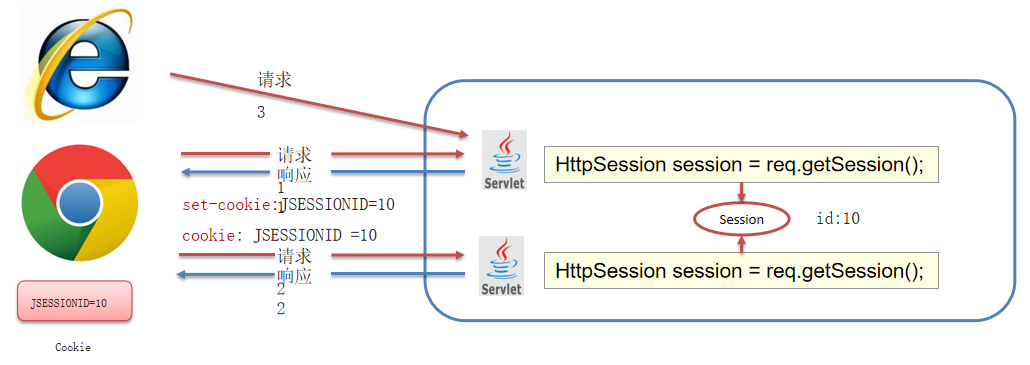 请求
3
Servlet
HttpSession session = req.getSession();
请求
响应
1
1
set-cookie:JSESSIONID=10
Session
id:10
cookie: JSESSIONID =10
请求
响应
2
2
Servlet
HttpSession session = req.getSession();
JSESSIONID=10
Cookie